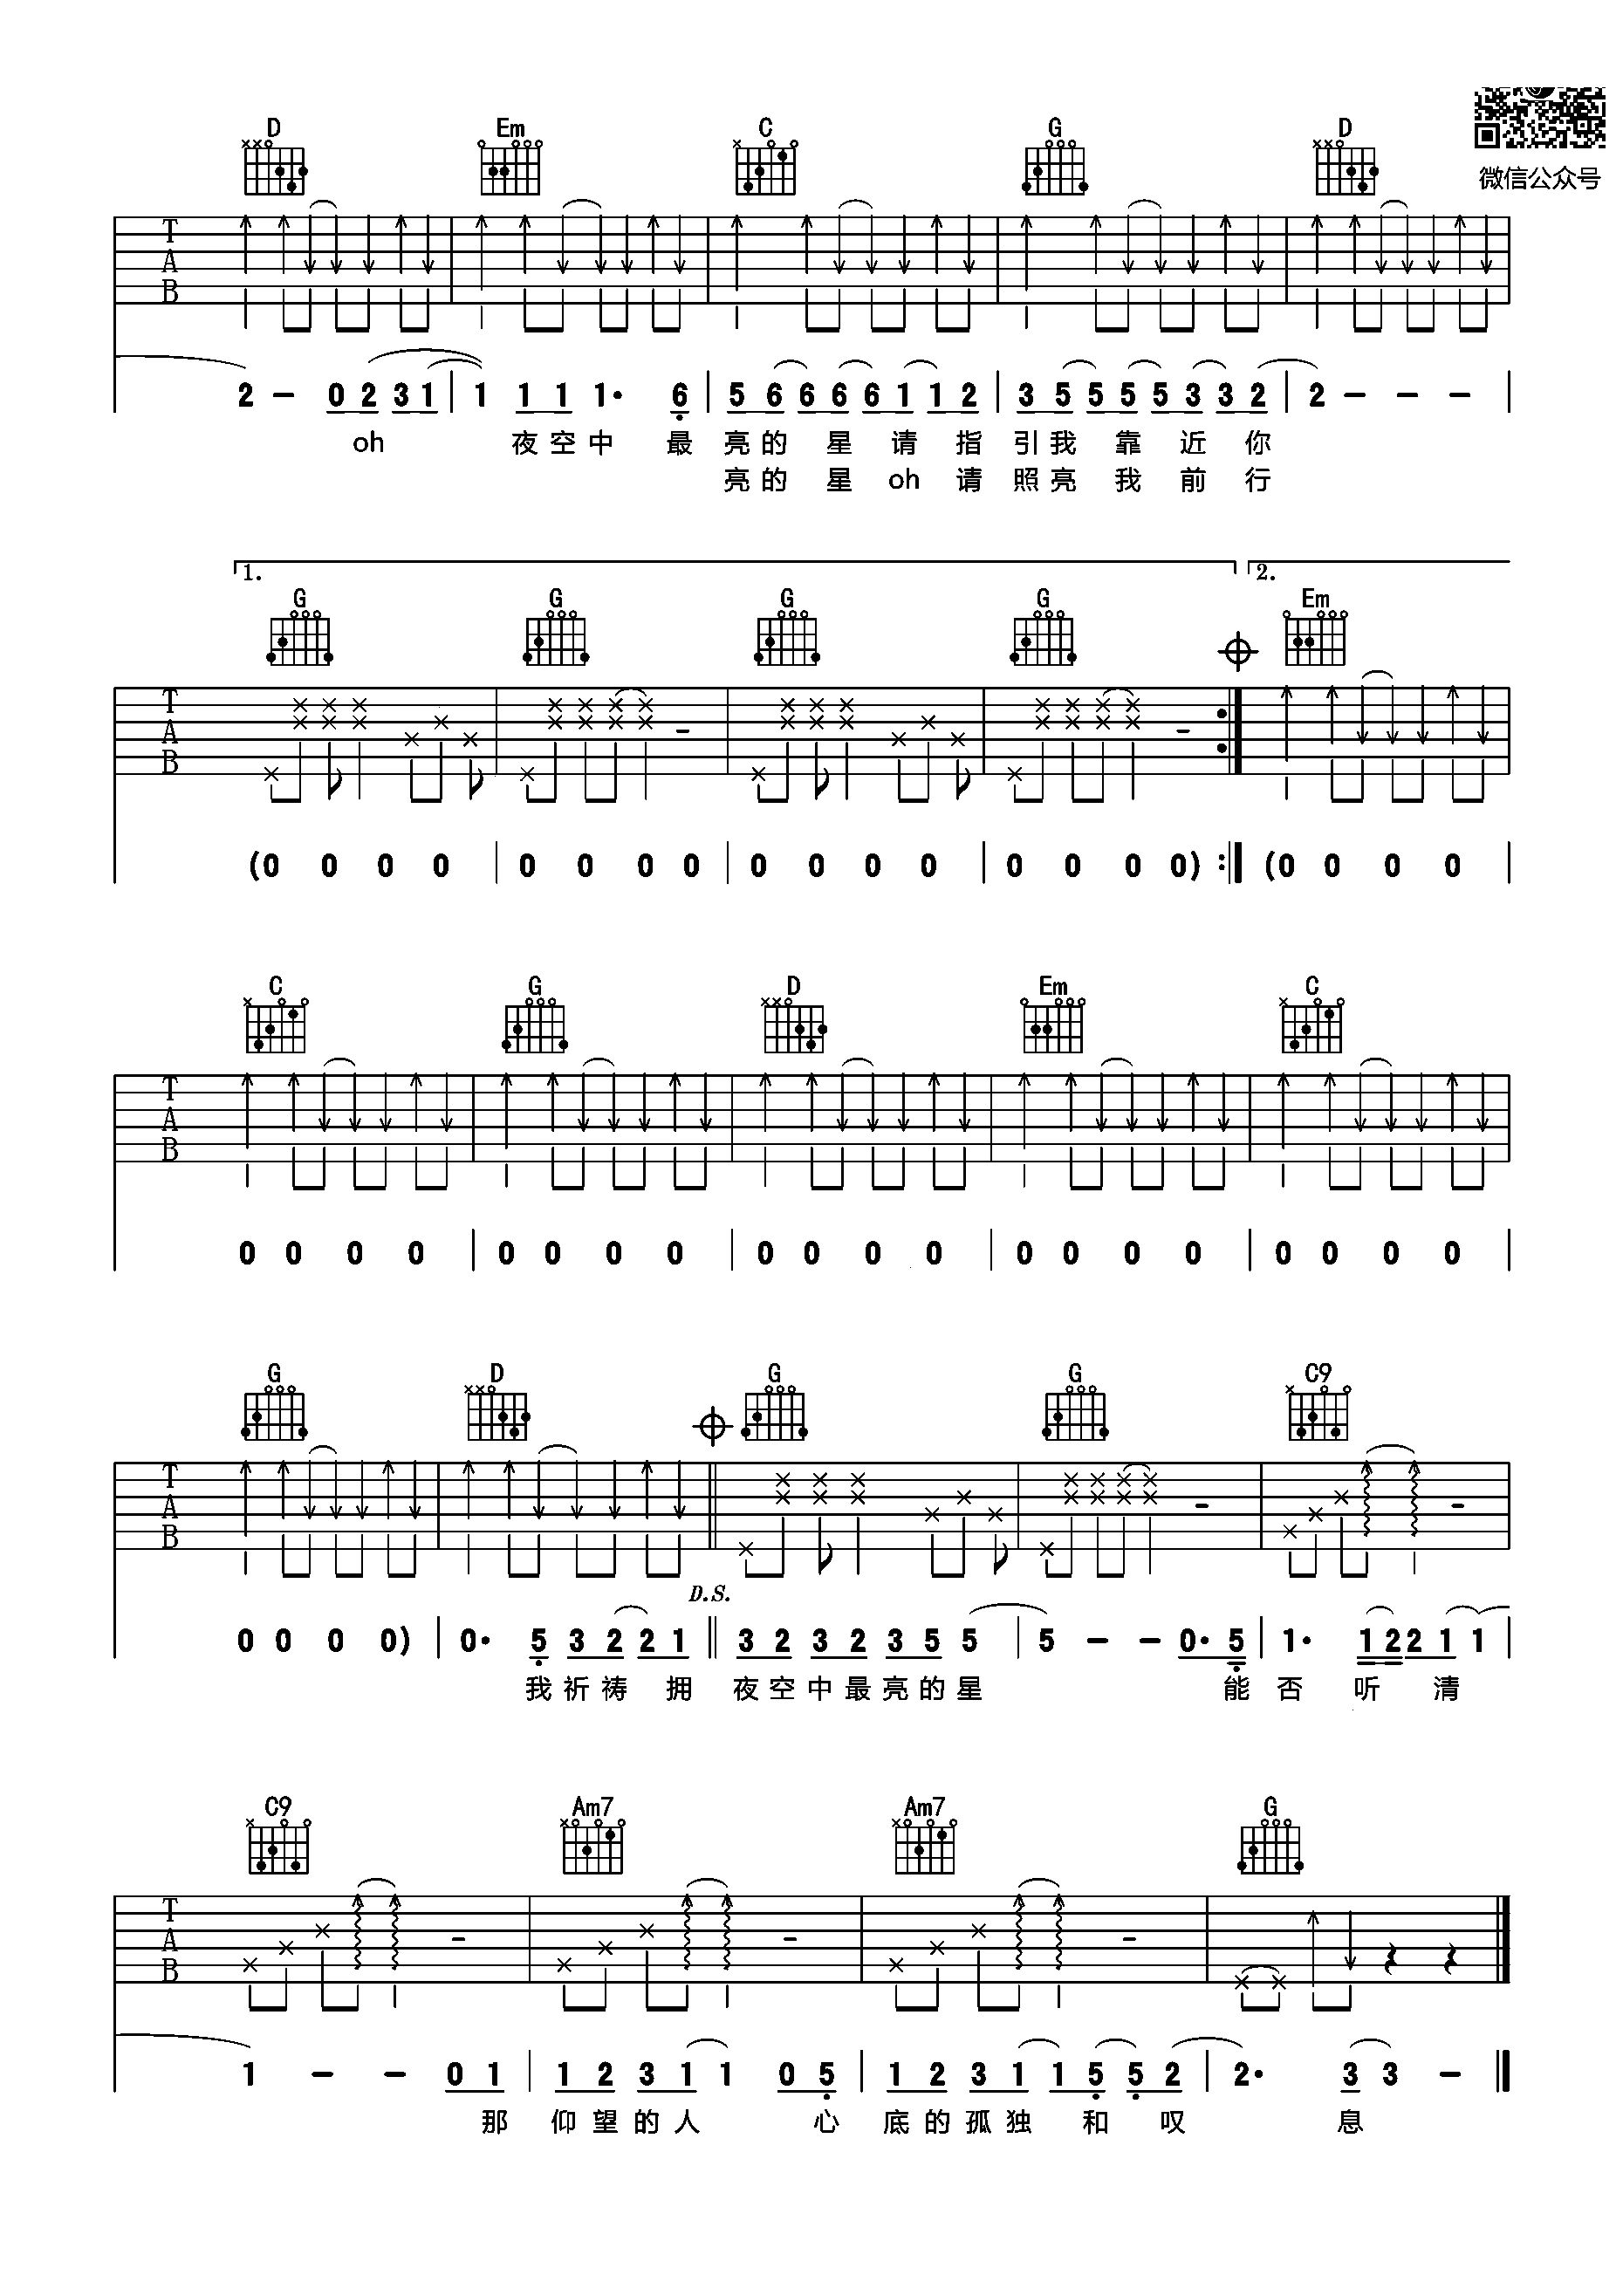 微信公众号
D Em C G D
T A B
2 – 0 2 3 1 | 1 1 1 1· 6 | 5 6 6 6 6 1 1 2 | 3 5 5 5 5 3 3 2 | 2 – – – |
oh 夜空中 最 亮的 星 请 指 引我 靠 近 你
亮的 星 oh 请 照亮 我 前 行
1. 2.
G G G G Em
T A B
(0 0 0 0 | 0 0 0 0 | 0 0 0 0 | 0 0 0 0) :| (0 0 0 0 |
C G D Em C
T A B
0 0 0 0 | 0 0 0 0 | 0 0 0 0 | 0 0 0 0 | 0 0 0 0 |
G D G G C9
T A B
D.S.
0 0 0 0) | 0· 5 3 2 2 1 || 3 2 3 2 3 5 5 | 5 – – 0· 5 | 1· 1 2 2 1 1 |
我祈祷 拥 夜空中最亮的星 能 否 听 清
C9 Am7 Am7 G
T A B
1 – – 0 1 | 1 2 3 1 1 0 5 | 1 2 3 1 1 5 5 2 | 2· 3 3 – ||
那 仰望的人 心 底的孤独 和 叹 息